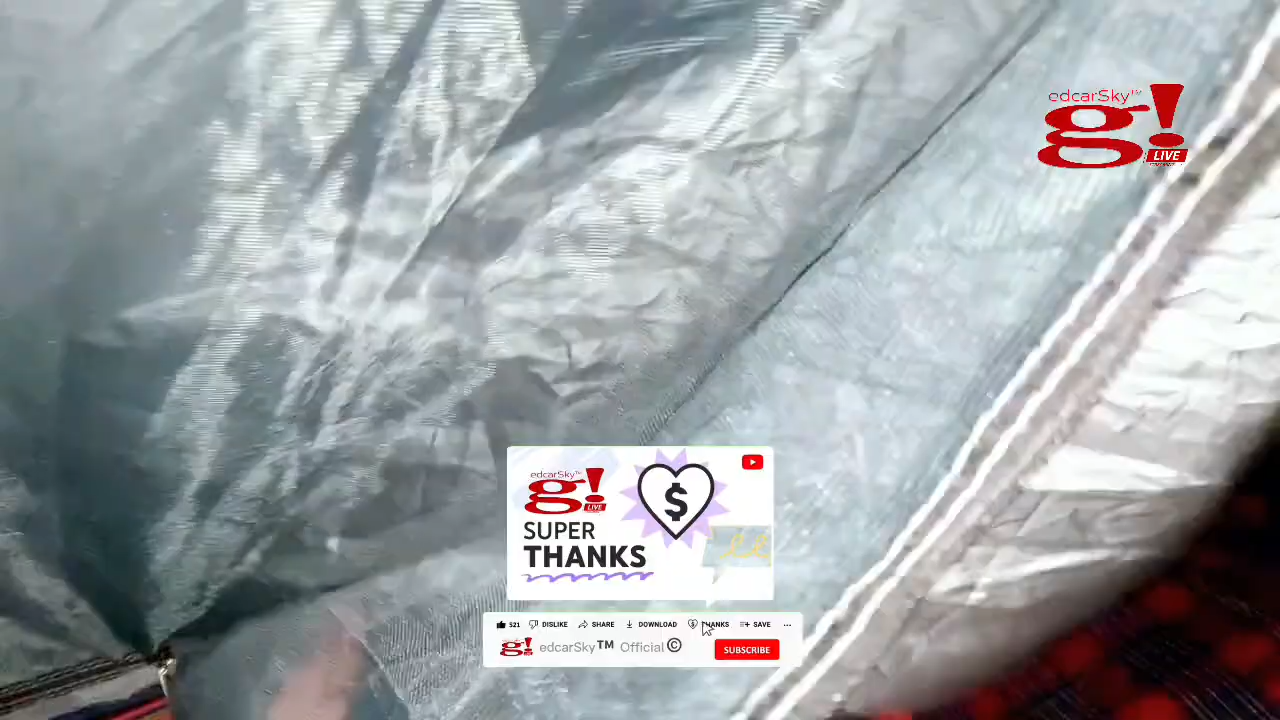 edcarSky™
g!
LIVE
edcarSky™
g!
LIVE
SUPER
THANKS
$
521 DISLIKE SHARE DOWNLOAD THANKS SAVE ...
g! edcarSky™ Official © SUBSCRIBE